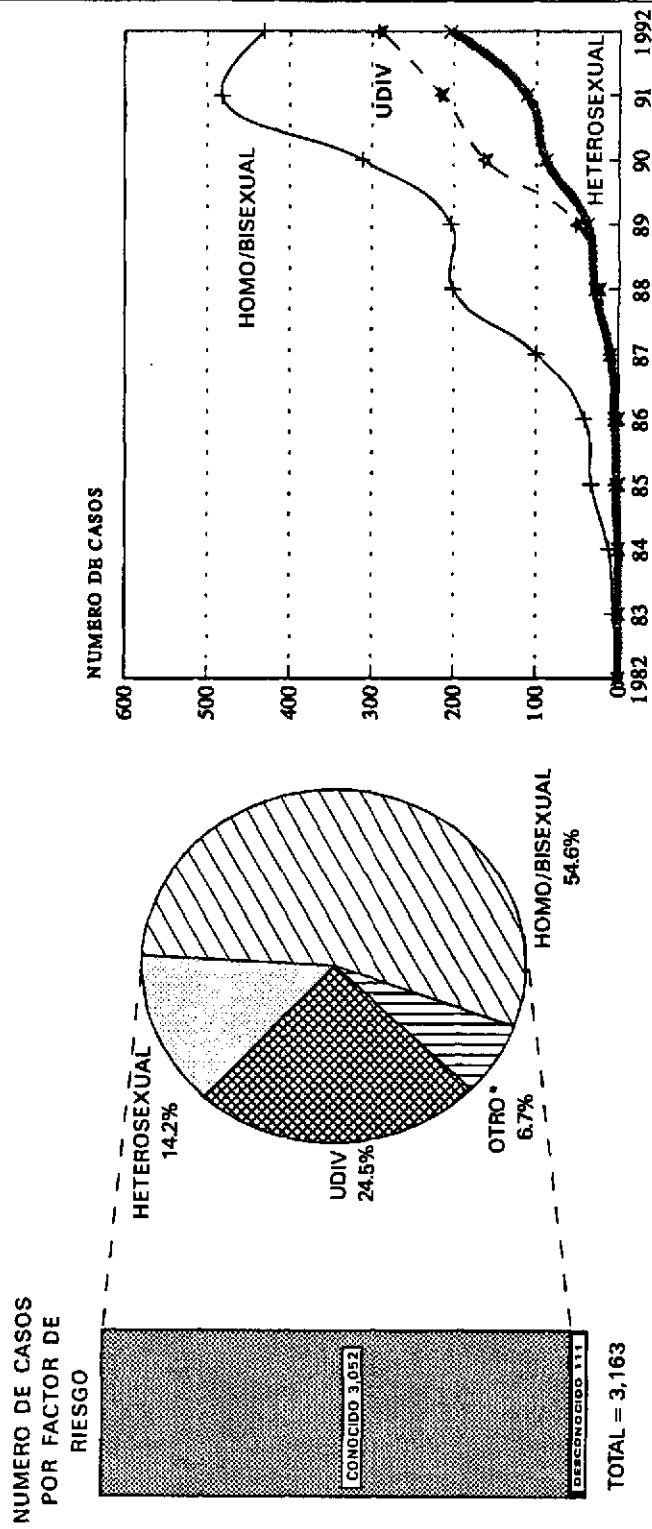 NUMERO DE CASOS
POR FACTOR DE
RIESGO
CONOCIDO 3,052
DESCONOCIDO 111
TOTAL = 3,163
HETEROSEXUAL
14.2%
UDIV
24.5%
OTRO*
6.7%
HOMO/BISEXUAL
54.6%
NUMERO DE CASOS
600
500
400
300
200
100
0
HOMO/BISEXUAL
UDIV
HETEROSEXUAL
1982 83 84 85 86 87 88 89 90 91 1992